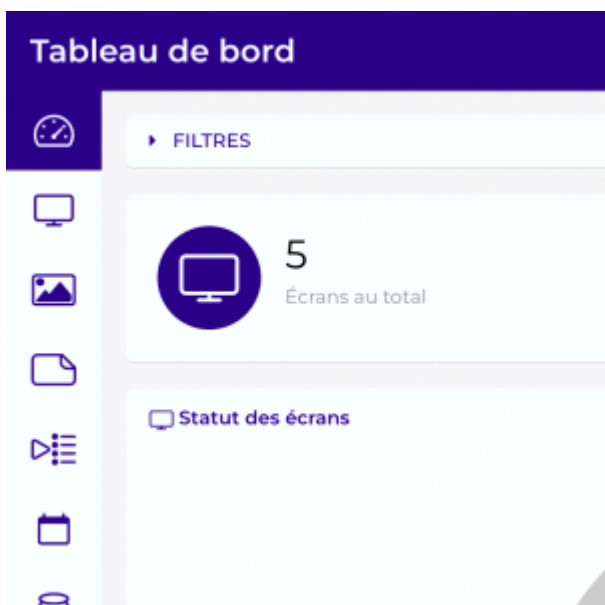 Tableau de bord
FILTRES
5
Écrans au total
Statut des écrans